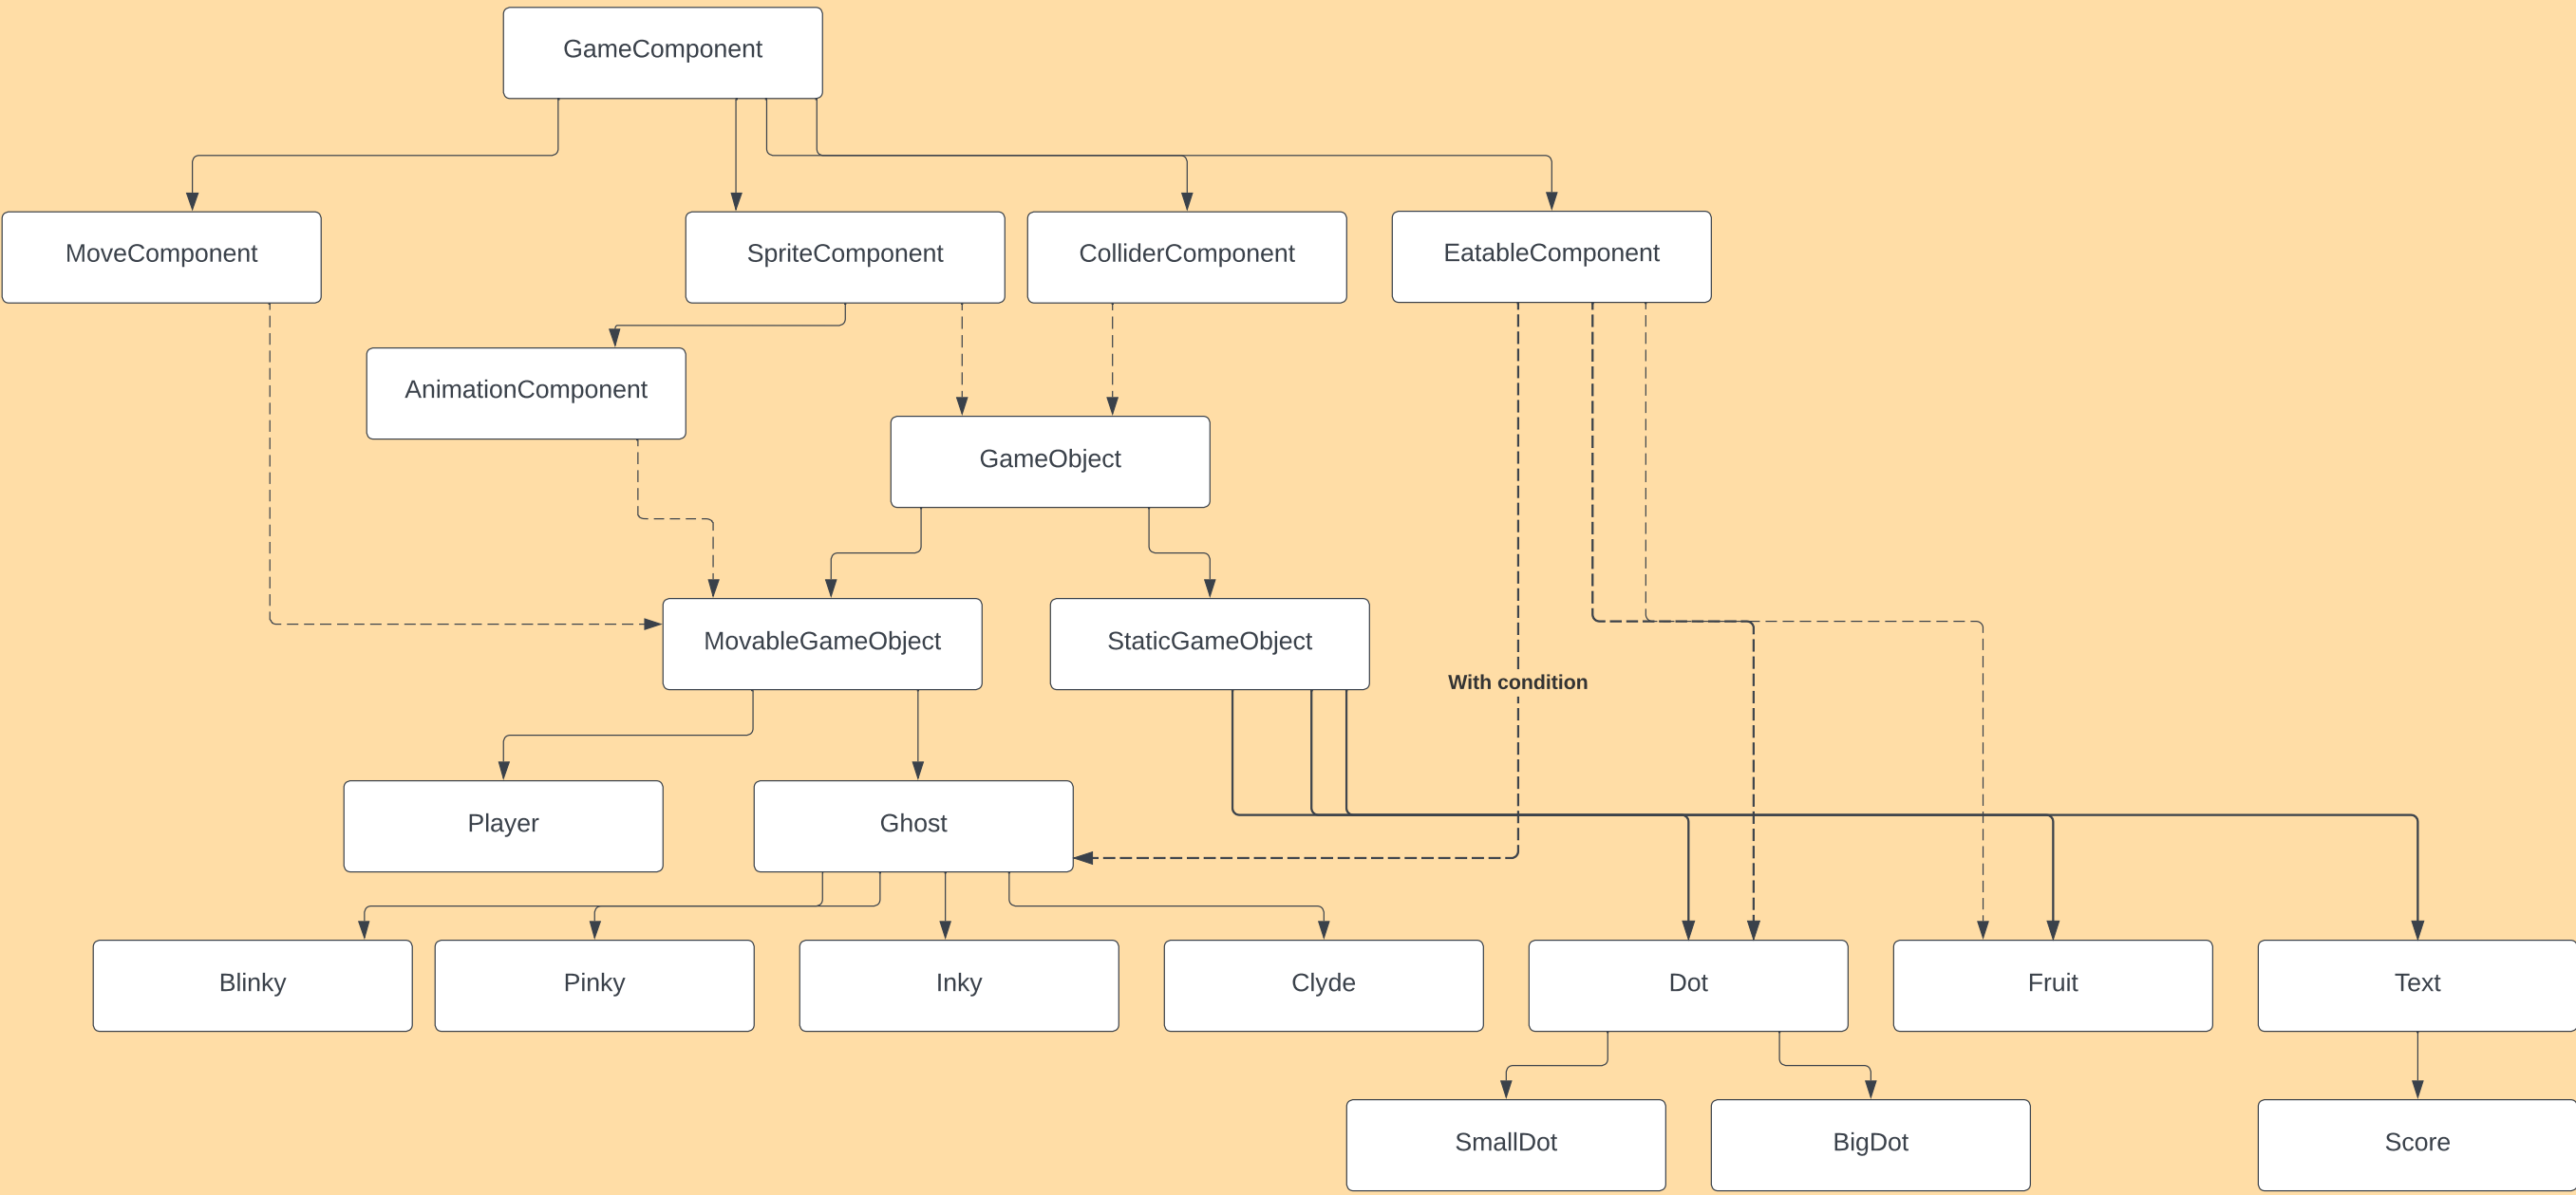 GameComponent
MoveComponent
SpriteComponent
ColliderComponent
EatableComponent
AnimationComponent
GameObject
MovableGameObject
StaticGameObject
With condition
Player
Ghost
Blinky
Pinky
Inky
Clyde
Dot
Fruit
Text
SmallDot
BigDot
Score